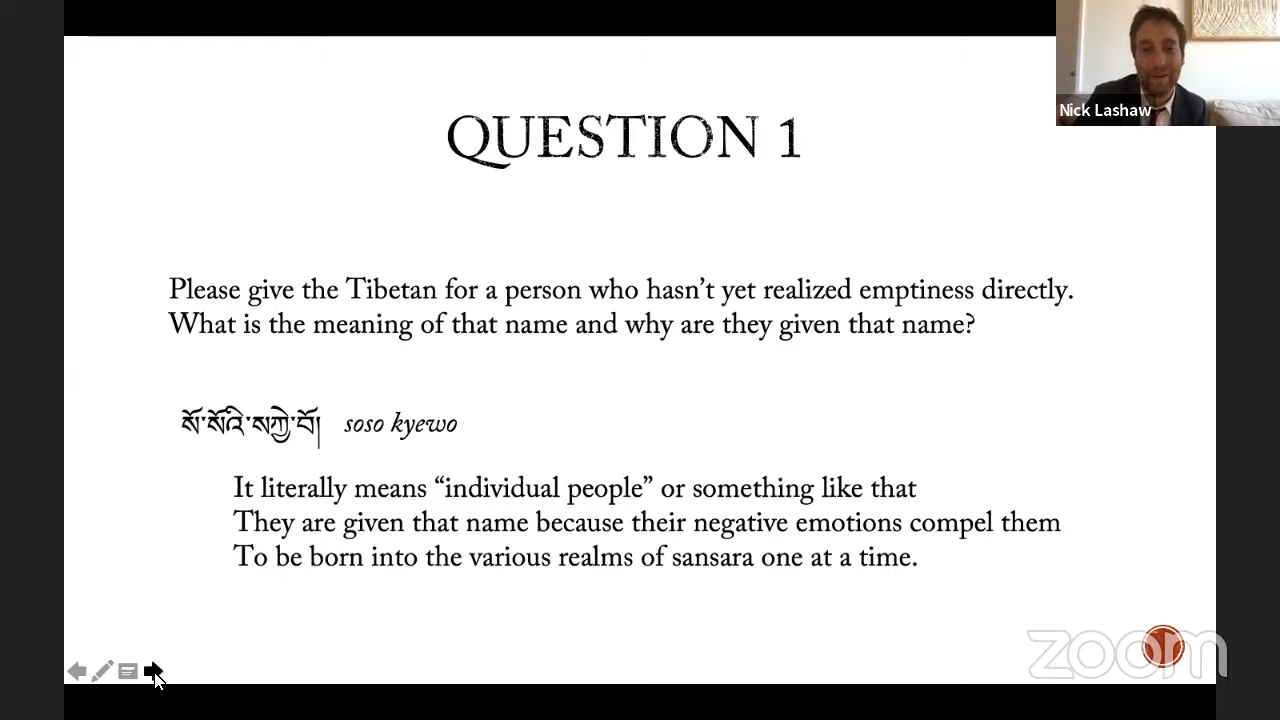 Nick Lashaw
QUESTION 1
Please give the Tibetan for a person who hasn’t yet realized emptiness directly.
What is the meaning of that name and why are they given that name?
སོ་སོའི་སཀྱེ་བོ། soso kyewo
It literally means “individual people” or something like that
They are given that name because their negative emotions compel them
To be born into the various realms of sansara one at a time.
zoom